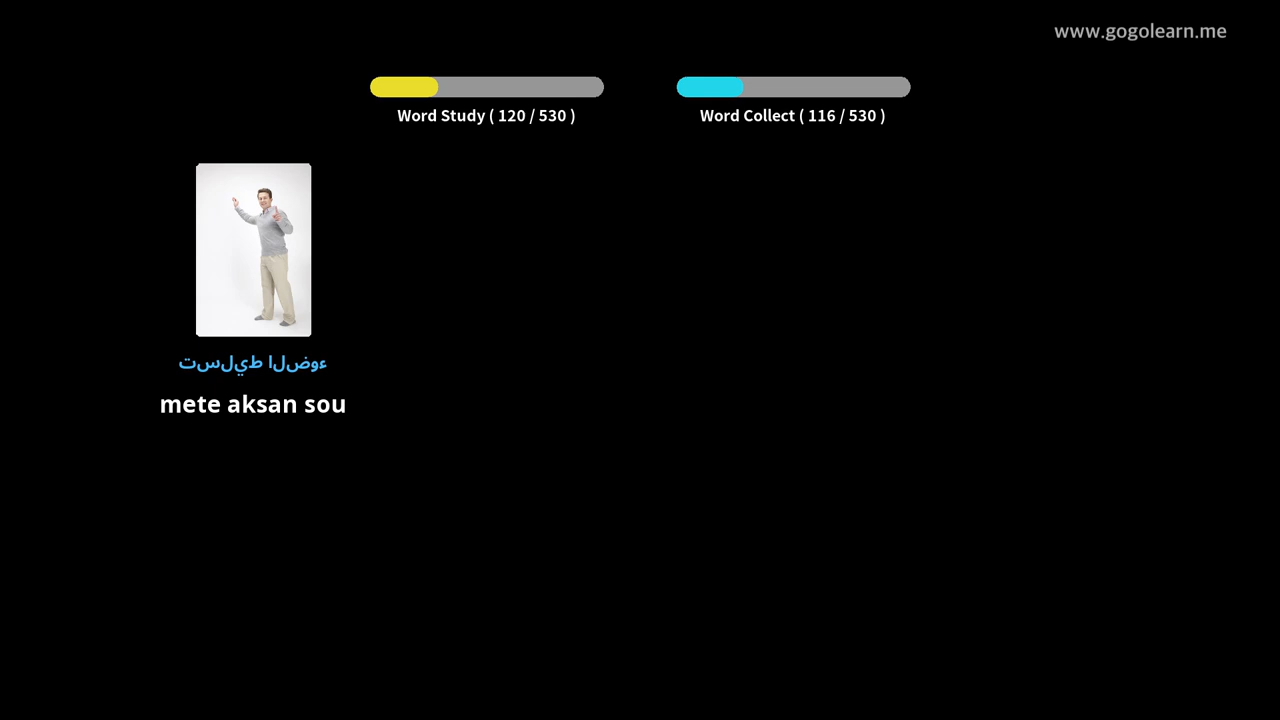 www.gogolearn.me
Word Study ( 120 / 530 )
Word Collect ( 116 / 530 )
تسليط الضوء
mete aksan sou